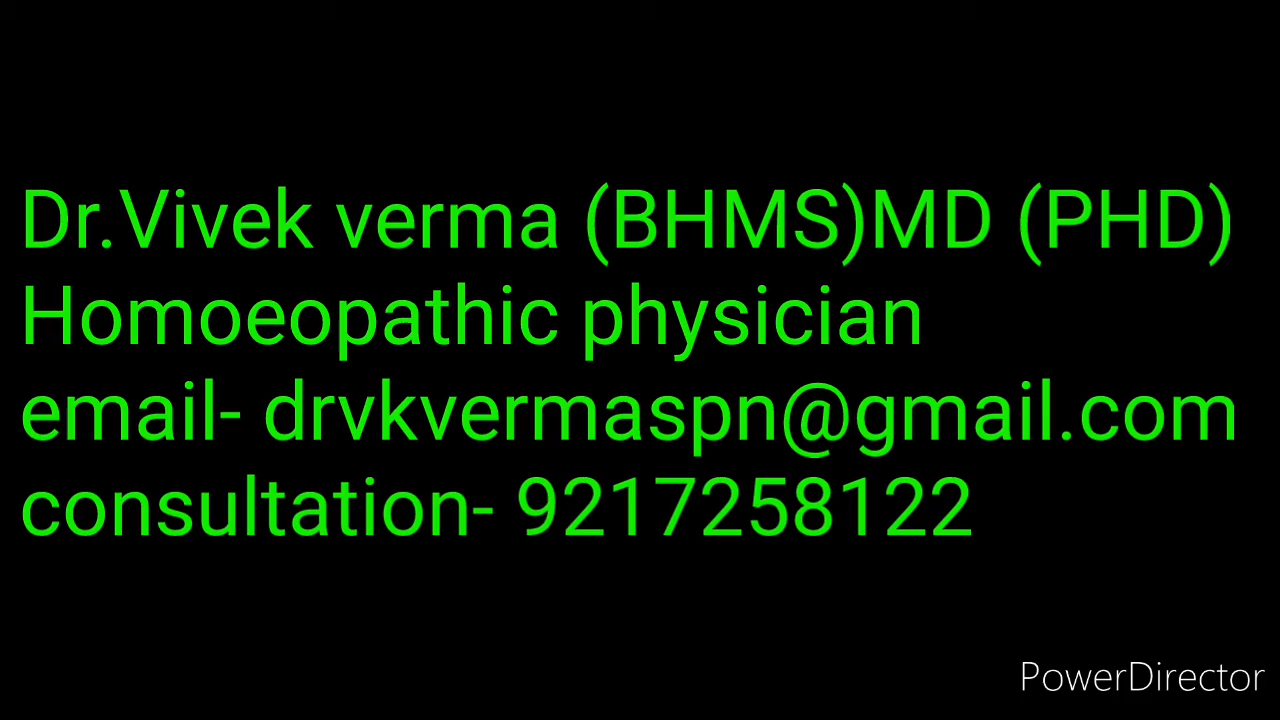 Dr.Vivek verma (BHMS)MD (PHD)
Homoeopathic physician
email- drvkvermaspn@gmail.com
consultation- 9217258122
PowerDirector